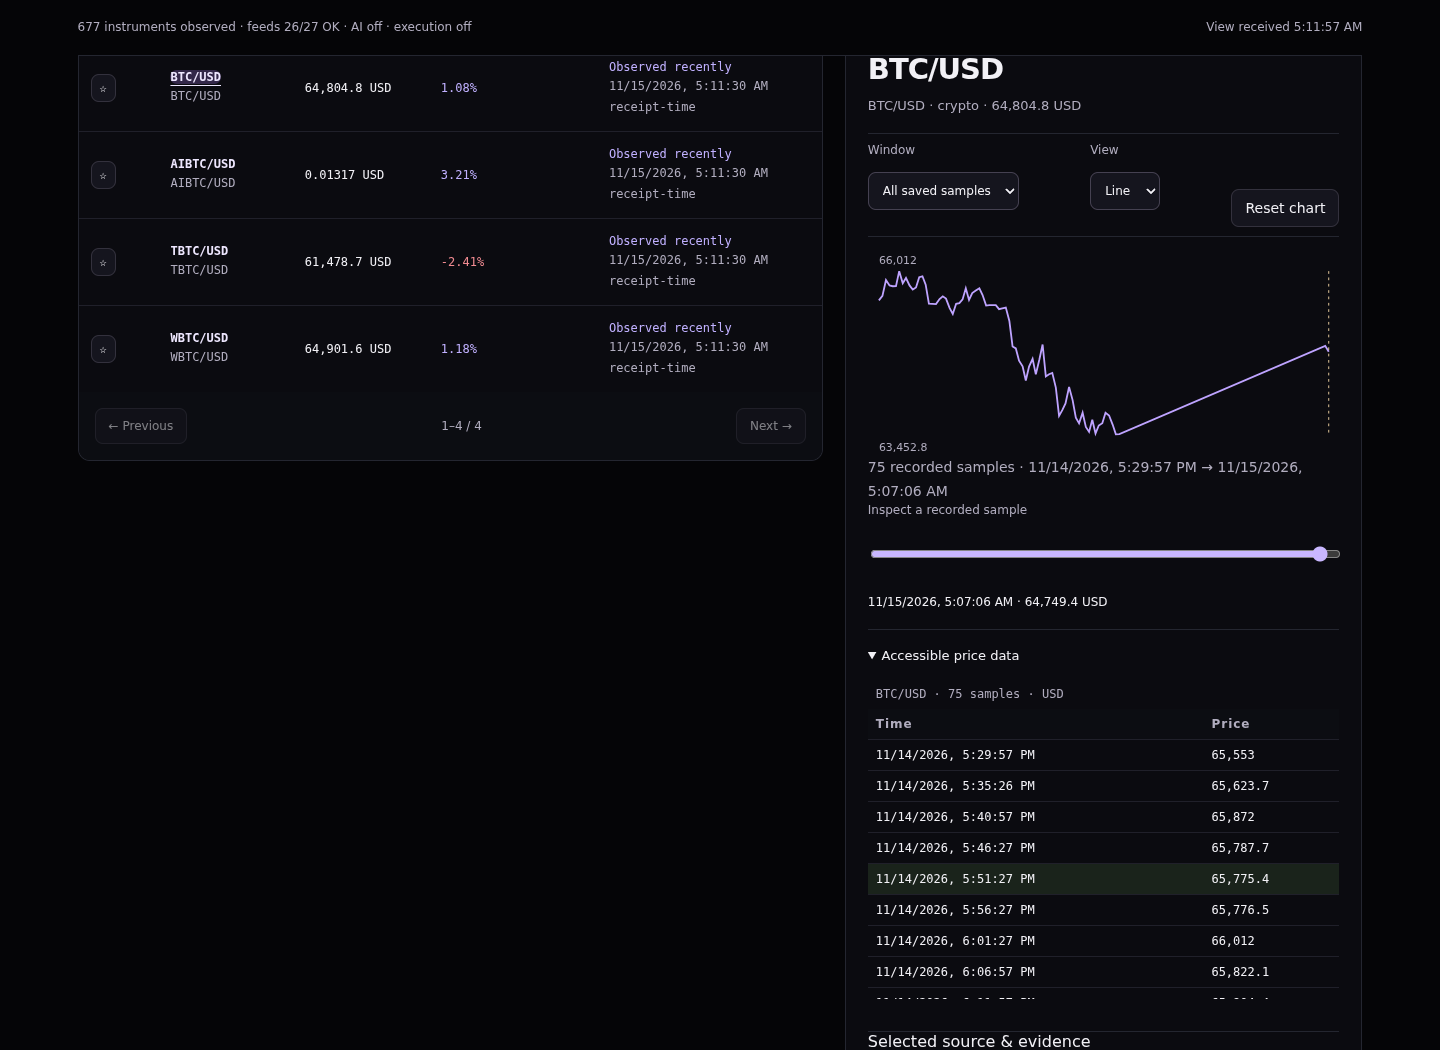 677 instruments observed · feeds 26/27 OK · AI off · execution off
View received 5:11:57 AM
BTC/USD
BTC/USD
64,804.8 USD
1.08%
Observed recently
11/15/2026, 5:11:30 AM
receipt-time
AIBTC/USD
AIBTC/USD
0.01317 USD
3.21%
Observed recently
11/15/2026, 5:11:30 AM
receipt-time
TBTC/USD
TBTC/USD
61,478.7 USD
-2.41%
Observed recently
11/15/2026, 5:11:30 AM
receipt-time
WBTC/USD
WBTC/USD
64,901.6 USD
1.18%
Observed recently
11/15/2026, 5:11:30 AM
receipt-time
← Previous
1–4 / 4
Next →
BTC/USD
BTC/USD · crypto · 64,804.8 USD
Window
View
All saved samples
Line
Reset chart
66,012
63,452.8
75 recorded samples · 11/14/2026, 5:29:57 PM → 11/15/2026,
5:07:06 AM
Inspect a recorded sample
11/15/2026, 5:07:06 AM · 64,749.4 USD
▼ Accessible price data
BTC/USD · 75 samples · USD
Time Price
11/14/2026, 5:29:57 PM 65,553
11/14/2026, 5:35:26 PM 65,623.7
11/14/2026, 5:40:57 PM 65,872
11/14/2026, 5:46:27 PM 65,787.7
11/14/2026, 5:51:27 PM 65,775.4
11/14/2026, 5:56:27 PM 65,776.5
11/14/2026, 6:01:27 PM 66,012
11/14/2026, 6:06:57 PM 65,822.1
Selected source & evidence